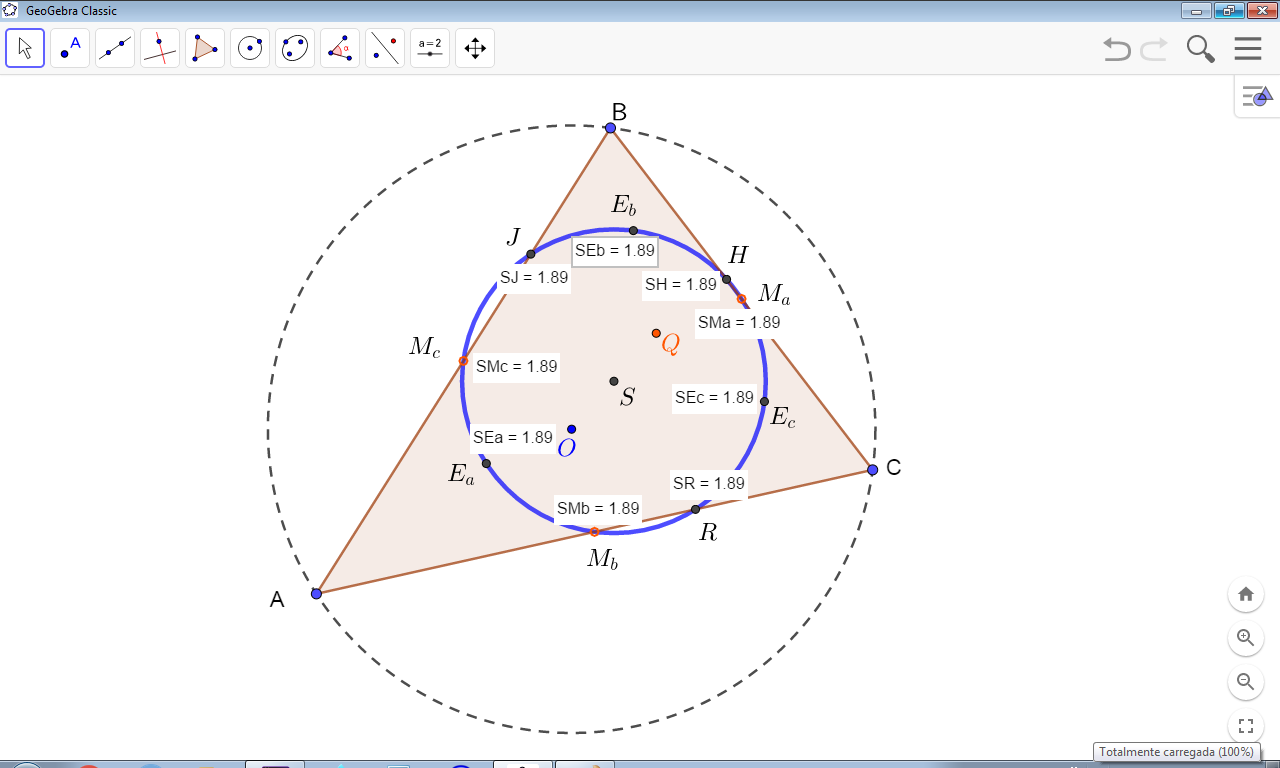 GeoGebra Classic
A
α
a=2
B
E_b
J
SEb = 1.89
H
SJ = 1.89
SH = 1.89
M_a
SMa = 1.89
Q
M_c
SMc = 1.89
S
SEc = 1.89
E_c
SEa = 1.89
O
E_a
C
SR = 1.89
SMb = 1.89
R
M_b
A
Totalmente carregada (100%)